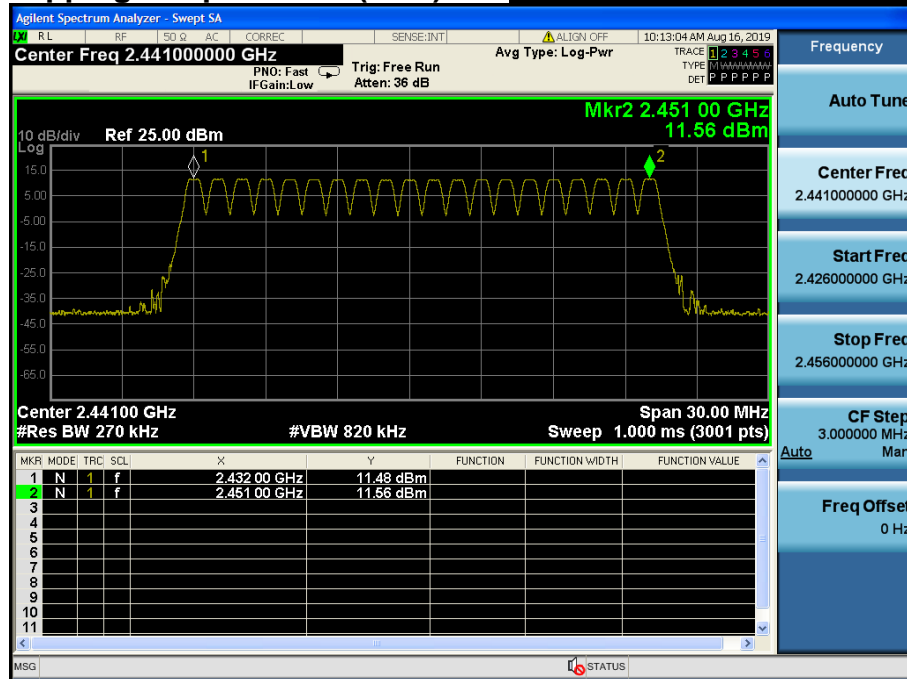 Agilent Spectrum Analyzer - Swept SA
LXI RL RF 50 Ω AC CORREC SENSE:INT ALIGN OFF 10:13:04 AM Aug 16, 2019
Center Freq 2.441000000 GHz
PNO: Fast
IFGain:Low
Trig: Free Run
Atten: 36 dB
Avg Type: Log-Pwr
TRACE 1 2 3 4 5 6
TYPE M
DET P P P P P P
Mkr2 2.451 00 GHz
11.56 dBm
10 dB/div Ref 25.00 dBm
Log
1
2
15.0
5.00
-5.00
-15.0
-25.0
-35.0
-45.0
-55.0
-65.0
Center 2.44100 GHz Span 30.00 MHz
#Res BW 270 kHz #VBW 820 kHz Sweep 1.000 ms (3001 pts)
MKR MODE TRC SCL X Y FUNCTION FUNCTION WIDTH FUNCTION VALUE
1 N 1 f 2.432 00 GHz 11.48 dBm
2 N 1 f 2.451 00 GHz 11.56 dBm
3
4
5
6
7
8
9
10
11
MSG STATUS
Frequency
Auto Tune
Center Freq
2.441000000 GHz
Start Freq
2.426000000 GHz
Stop Freq
2.456000000 GHz
CF Step
3.000000 MHz
Auto Man
Freq Offset
0 Hz